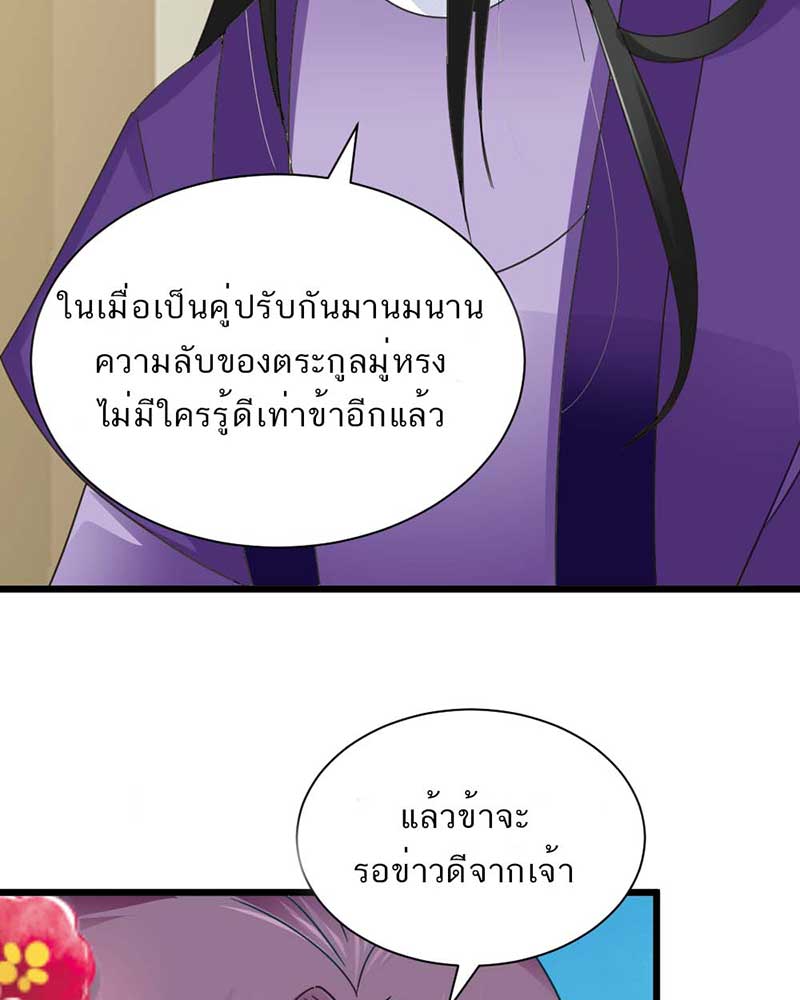 ในเมื่อเป็นคู่ปรับกันมานมนาน
ความลับของตระกูลมู่หรง
ไม่มีใครรู้ดีเท่าข้าอีกแล้ว
แล้วข้าจะ
รอข่าวดีจากเจ้า